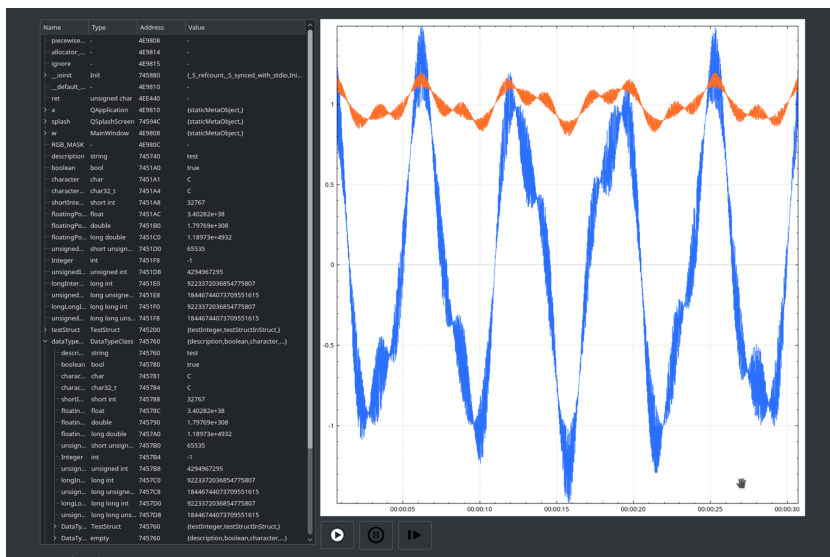 Name Type Address Value
piecewise... - 4E9808 -
allocator_... - 4E9814 -
ignore - 4E9815 -
__ioinit Init 745880 {_S_refcount,_S_synced_with_stdio,Ini...
__default_... - 4E9810 -
ret unsigned char 4EE440 -
a QApplication 4E9810 {staticMetaObject,}
splash QSplashScreen 74594C {staticMetaObject,}
w MainWindow 4E9808 {staticMetaObject,}
RGB_MASK - 4E980C -
description string 745740 test
boolean bool 7451A0 true
character char 7451A1 C
character... char32_t 7451A4 C
shortInte... short int 7451A8 32767
floatingPo... float 7451AC 3.40282e+38
floatingPo... double 7451B0 1.79769e+308
floatingPo... long double 7451C0 1.18973e+4932
unsigned... short unsign... 7451D0 65535
Integer int 7451F8 -1
unsignedI... unsigned int 7451D8 4294967295
longInter... long int 7451E0 9223372036854775807
unsigned... long unsigne... 7451E8 18446744073709551615
longLongI... long long int 7451F0 9223372036854775807
unsigned... long long uns... 7451F8 18446744073709551615
testStruct TestStruct 745200 {testInteger,testStructInStruct,}
dataType... DataTypeClass 745760 {description,boolean,character,...}
descri... string 745760 test
boolean bool 745780 true
charac... char 745781 C
charac... char32_t 745784 C
shortI... short int 745788 32767
floatin... float 74578C 3.40282e+38
floatin... double 745790 1.79769e+308
floatin... long double 7457A0 1.18973e+4932
unsign... short unsign... 7457B0 65535
Integer int 7457B4 -1
unsign... unsigned int 7457B8 4294967295
longIn... long int 7457C0 9223372036854775807
unsign... long unsigne... 7457C8 18446744073709551615
longLo... long long int 7457D0 9223372036854775807
unsign... long long uns... 7457D8 18446744073709551615
DataTy... TestStruct 745760 {testInteger,testStructInStruct,}
DataTy... empty 745760 {description,boolean,character,...}
1
0.5
0
-0.5
-1
00:00:05 00:00:10 00:00:15 00:00:20 00:00:25 00:00:30